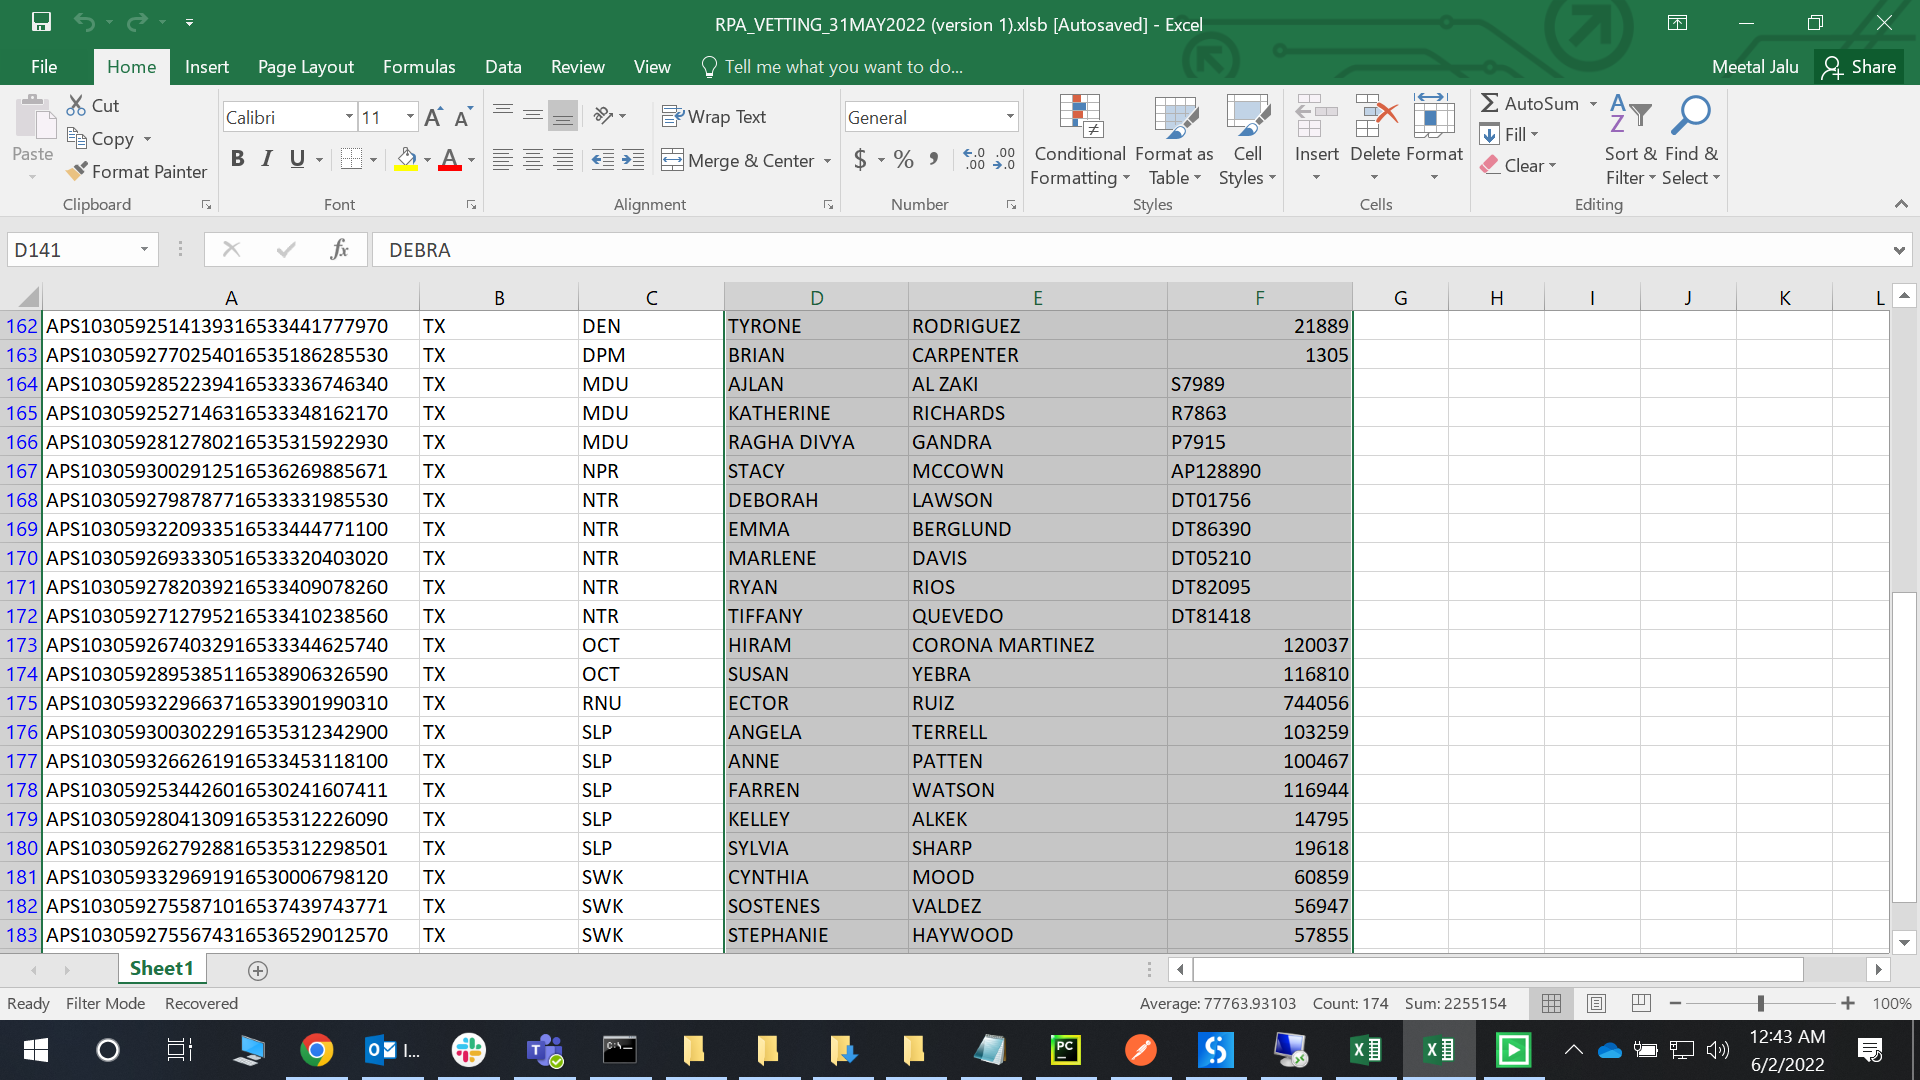 RPA_VETTING_31MAY2022 (version 1).xlsb [Autosaved] - Excel
File Home Insert Page Layout Formulas Data Review View Tell me what you want to do... Meetal Jalu Share
Paste Cut Copy Format Painter Clipboard
Calibri 11 A A B I U A Font
Wrap Text Merge & Center Alignment
General $ % , .0 .00 .00 .0 Number
Conditional Formatting Format as Table Cell Styles Styles
Insert Delete Format Cells
AutoSum Fill Clear Sort & Filter Find & Select Editing
D141 fx DEBRA
A B C D E F G H I J K L
162 APS10305925141393165334417 77970 TX DEN TYRONE RODRIGUEZ 21889
163 APS1030592770254016535186285530 TX DPM BRIAN CARPENTER 1305
164 APS1030592852239416533336746340 TX MDU AJLAN AL ZAKI S7989
165 APS1030592527146316533348162170 TX MDU KATHERINE RICHARDS R7863
166 APS1030592812780216535315922930 TX MDU RAGHA DIVYA GANDRA P7915
167 APS1030593002912516536269885671 TX NPR STACY MCCOWN AP128890
168 APS1030592798787716533331985530 TX NTR DEBORAH LAWSON DT01756
169 APS1030593220933516533444771100 TX NTR EMMA BERGLUND DT86390
170 APS1030592693330516533320403020 TX NTR MARLENE DAVIS DT05210
171 APS1030592782039216533409078260 TX NTR RYAN RIOS DT82095
172 APS1030592712795216533410238560 TX NTR TIFFANY QUEVEDO DT81418
173 APS1030592674032916533344625740 TX OCT HIRAM CORONA MARTINEZ 120037
174 APS1030592895385116538906326590 TX OCT SUSAN YEBRA 116810
175 APS1030593229663716533901990310 TX RNU ECTOR RUIZ 744056
176 APS1030593003022916535312342900 TX SLP ANGELA TERRELL 103259
177 APS1030593266261916533453118100 TX SLP ANNE PATTEN 100467
178 APS1030592534426016530241607411 TX SLP FARREN WATSON 116944
179 APS1030592804130916535312226090 TX SLP KELLEY ALKEK 14795
180 APS1030592627928816535312298501 TX SLP SYLVIA SHARP 19618
181 APS1030593329691916530006798120 TX SWK CYNTHIA MOOD 60859
182 APS1030592755871016537439743771 TX SWK SOSTENES VALDEZ 56947
183 APS1030592755674316536529012570 TX SWK STEPHANIE HAYWOOD 57855
Sheet1
Ready Filter Mode Recovered Average: 77763.93103 Count: 174 Sum: 2255154 100%
I... PC 12:43 AM
6/2/2022